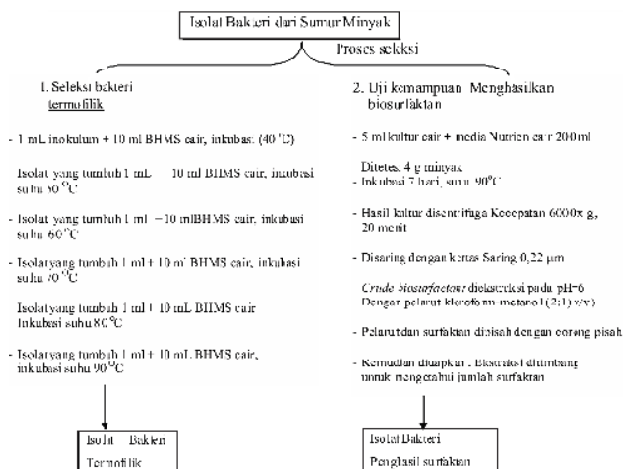 Isolat Bakteri dari Sumur Minyak
Proses seleksi
1. Seleksi bakteri
termofilik
- 1 mL inokulum + 10 ml BHMS cair, inkubasi (40 °C)
Isolat yang tumbuh 1 mL 10 ml BHMS cair, inkubasi
suhu 50 °C
- Isolat yang tumbuh 1 ml +10 mlBHMS cair, inkubasi
suhu 60 °C
- Isolat yang tumbuh 1 ml + 10 ml BHMS cair, inkubasi
suhu 70 °C
Isolat yang tumbuh 1 ml + 10 mL BHMS cair
Inkubasi suhu 80°C
- Isolat yang tumbuh 1 ml + 10 mL BHMS cair,
inkubasi suhu 90°C
Isolat Bakteri
Termofilik
2. Uji kemampuan Menghasilkan
biosurfaktan
- 5 ml kultur cair + media Nutrien cair 200 ml
Ditetes 4 g minyak
- Inkubasi 7 hari, suhu 90°C
- Hasil kultur disentrifuga Kecepatan 6000x g,
20 menit
- Disaring dengan kertas Saring 0,22 µm
Crude biosurfactant diekstraksi pada pH=6
Dengan pelarut kloroform metanol (2:1) v/v)
- Pelarut dan surfaktan dipisah dengan corong pisah
- Kemudian diuapkan . Ekstraksi ditimbang
untuk mengetahui jumlah surfaktan
Isolat Bakteri
Penghasil surfaktan